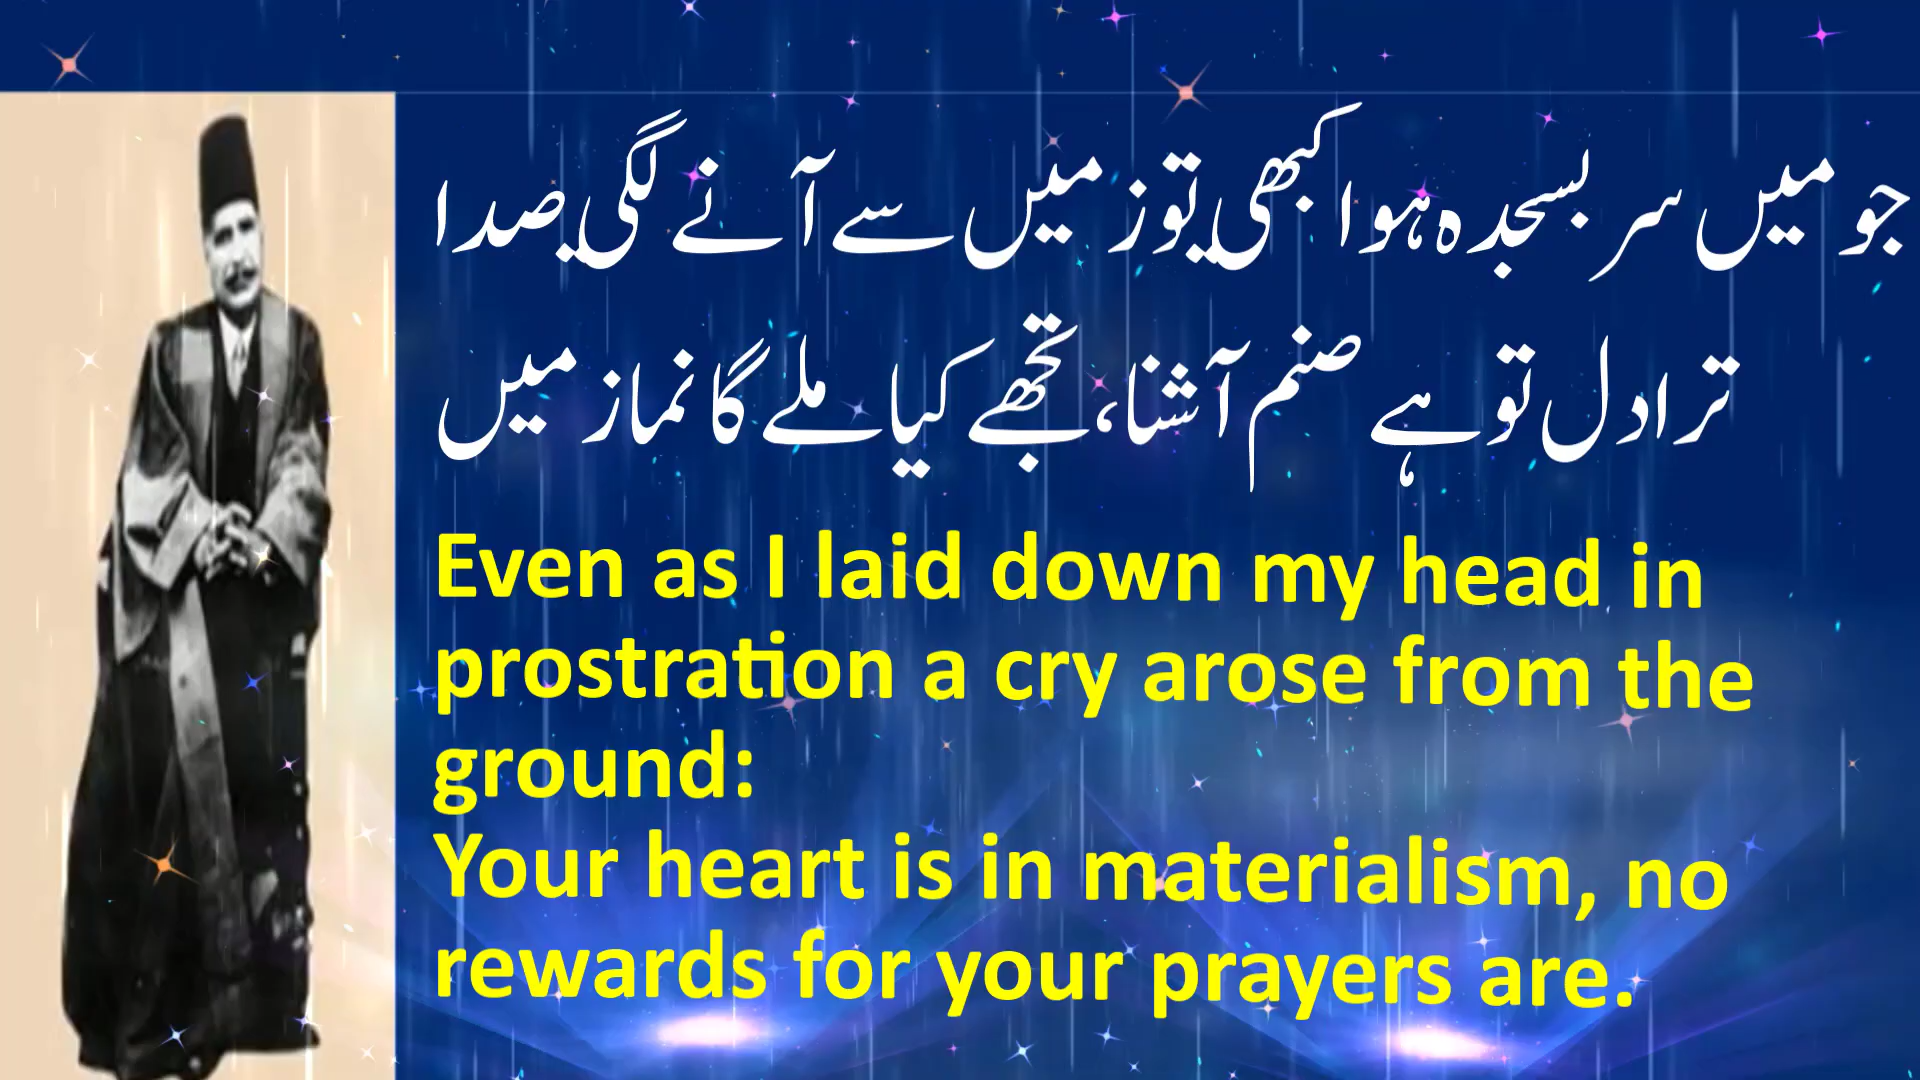 جو میں سر بسجدہ ہوا کبھی تو زمیں سے آنے لگی صدا
ترا دل تو ہے صنم آشنا، تجھے کیا ملے گا نماز میں
Even as I laid down my head in
prostration a cry arose from the
ground:
Your heart is in materialism, no
rewards for your prayers are.